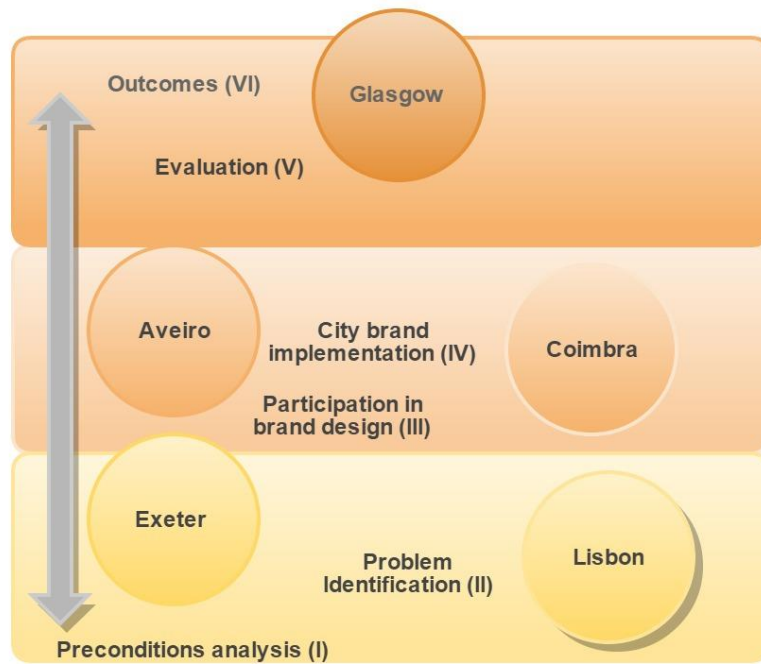 Outcomes (VI)
Glasgow
Evaluation (V)
Aveiro
City brand
implementation (IV)
Coimbra
Participation in
brand design (III)
Exeter
Problem
Identification (II)
Lisbon
Preconditions analysis (I)